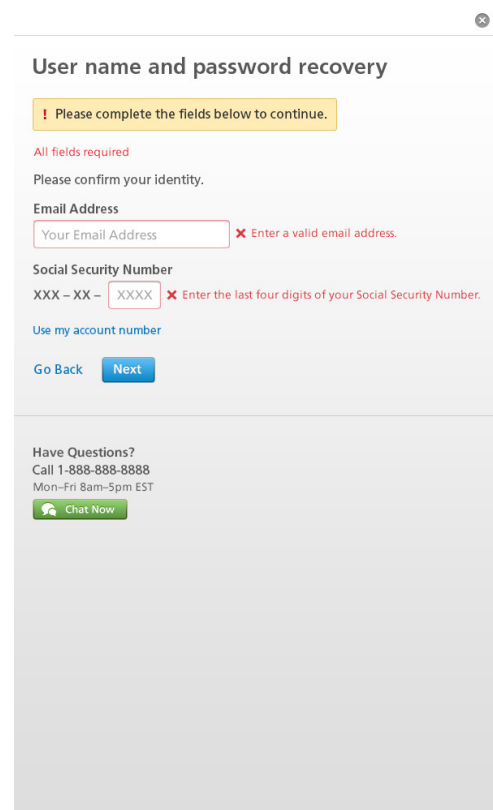 User name and password recovery
! Please complete the fields below to continue.
All fields required
Please confirm your identity.
Email Address
Your Email Address ✖ Enter a valid email address.
Social Security Number
XXX – XX – XXXX ✖ Enter the last four digits of your Social Security Number.
Use my account number
Go Back Next
Have Questions?
Call 1-888-888-8888
Mon–Fri 8am–5pm EST
Chat Now